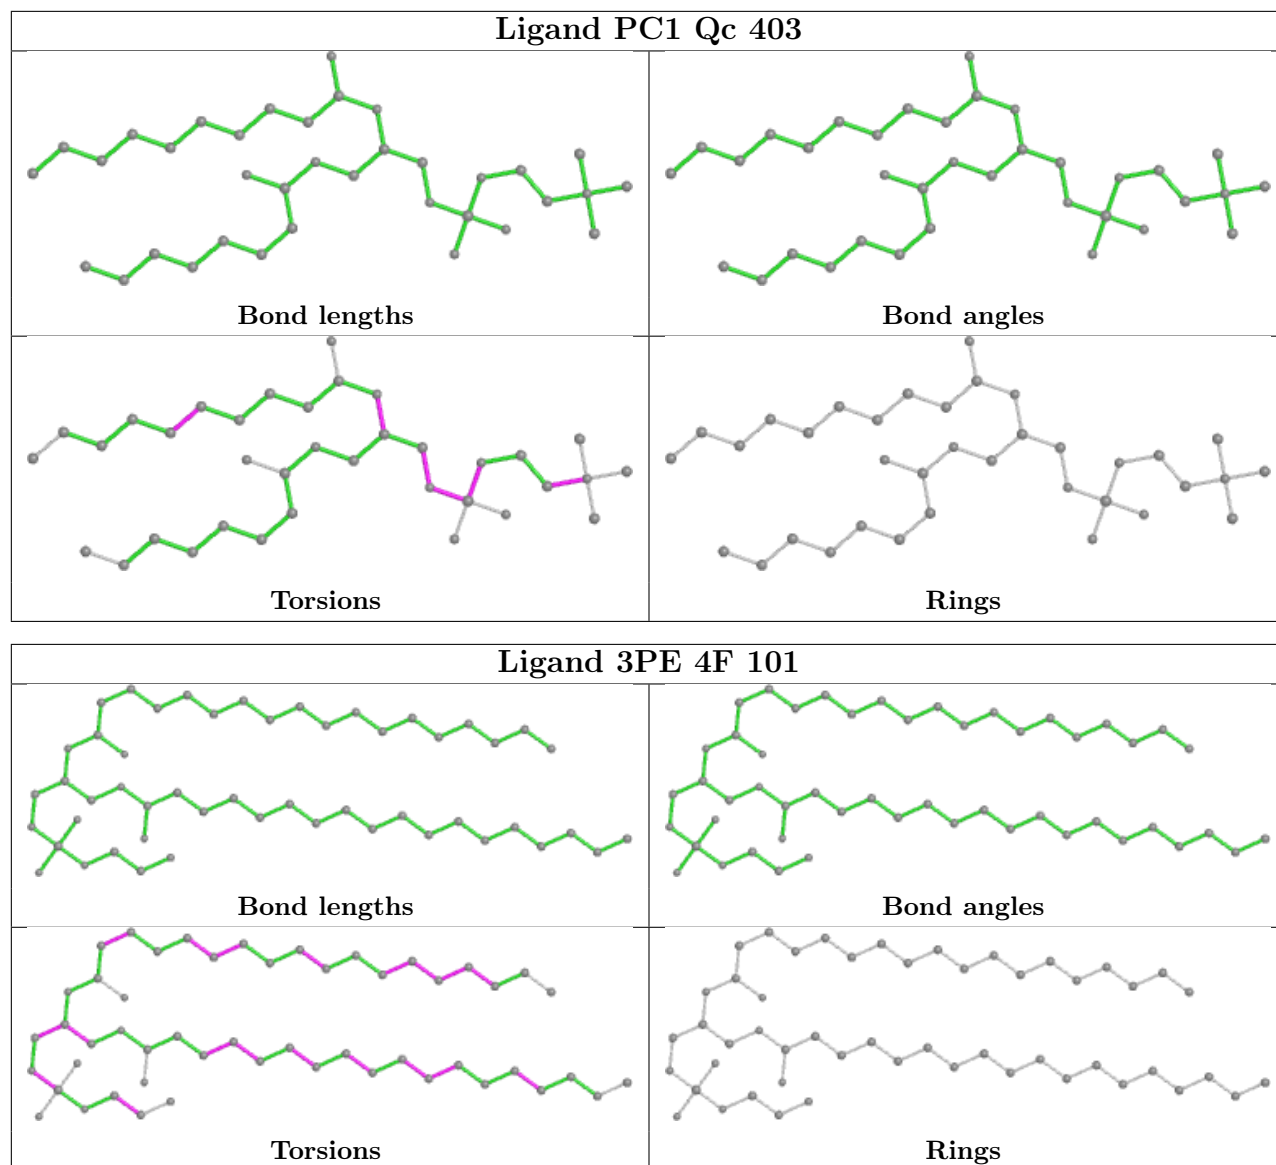 Ligand PC1 Qc 403
Bond lengths
Bond angles
Torsions
Rings
Ligand 3PE 4F 101
Bond lengths
Bond angles
Torsions
Rings